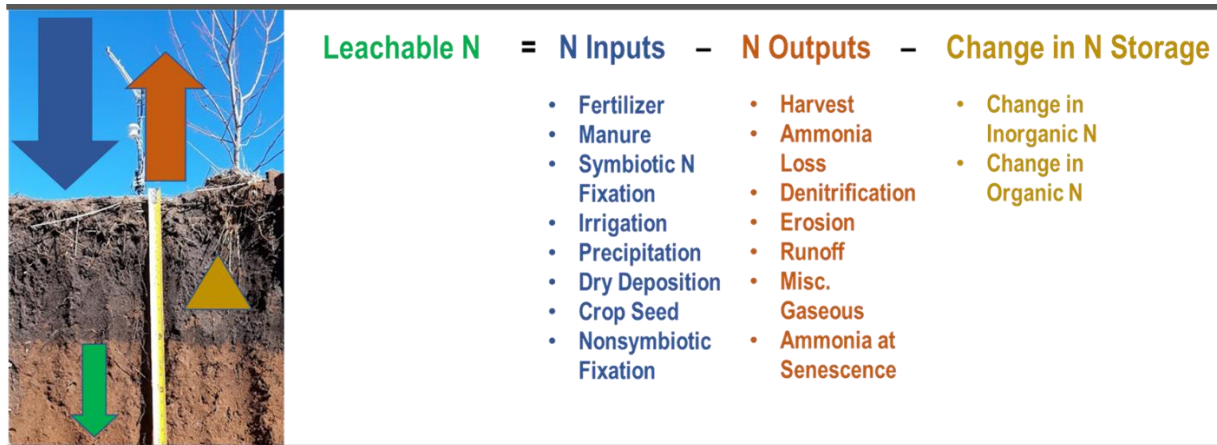 Leachable N = N Inputs – N Outputs – Change in N Storage
• Fertilizer
• Manure
• Symbiotic N
Fixation
• Irrigation
• Precipitation
• Dry Deposition
• Crop Seed
• Nonsymbiotic
Fixation
• Harvest
• Ammonia
Loss
• Denitrification
• Erosion
• Runoff
• Misc.
Gaseous
• Ammonia at
Senescence
• Change in
Inorganic N
• Change in
Organic N